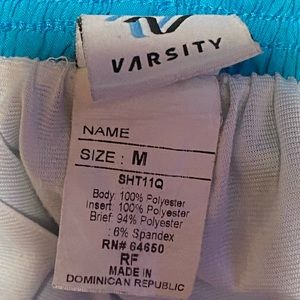 VARSITY
NAME
SIZE: M
SHT11Q
Body: 100% Polyester
Insert: 100% Polyester
Brief: 94% Polyester
: 6% Spandex
RN# 64650
RF
MADE IN
DOMINICAN REPUBLIC